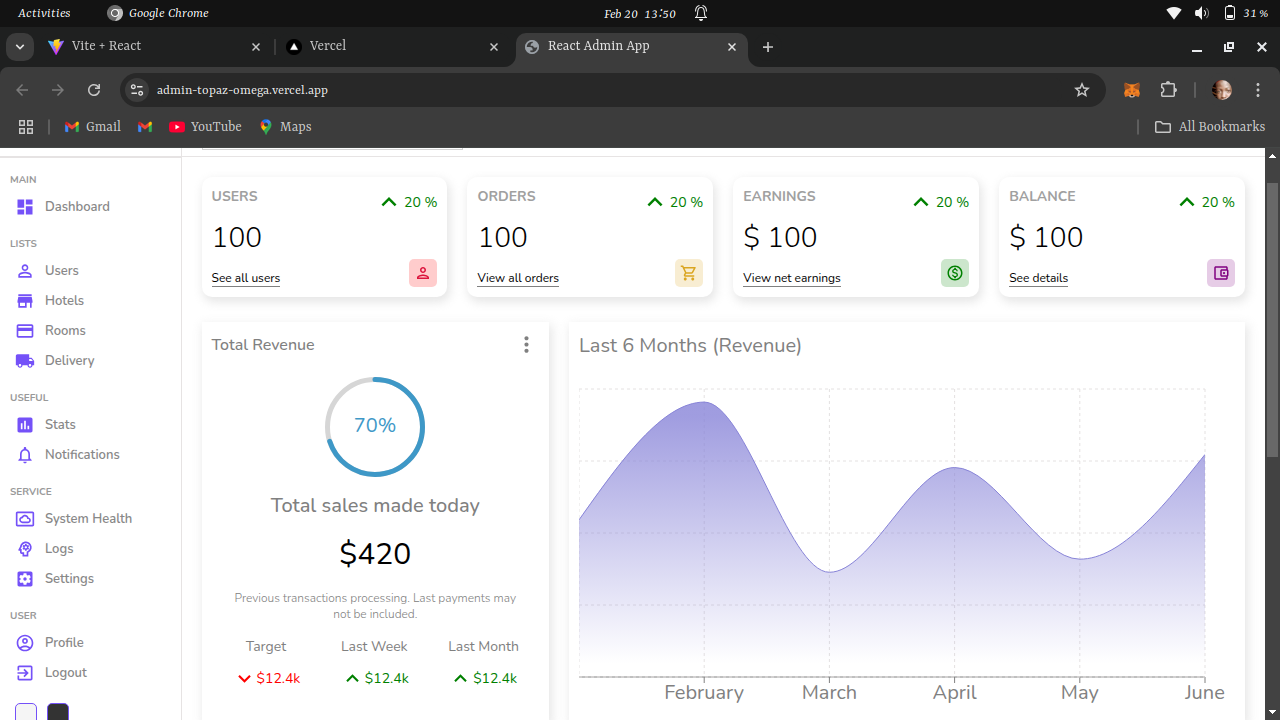 Activities Google Chrome Feb 20 13:50 31 %
Vite + React Vercel React Admin App
admin-topaz-omega.vercel.app
Gmail YouTube Maps All Bookmarks
MAIN
Dashboard
LISTS
Users
Hotels
Rooms
Delivery
USEFUL
Stats
Notifications
SERVICE
System Health
Logs
Settings
USER
Profile
Logout
USERS
20 %
100
See all users
ORDERS
20 %
100
View all orders
EARNINGS
20 %
$ 100
View net earnings
BALANCE
20 %
$ 100
See details
Total Revenue
70%
Total sales made today
$420
Previous transactions processing. Last payments may
not be included.
Target Last Week Last Month
$12.4k $12.4k $12.4k
Last 6 Months (Revenue)
February March April May June